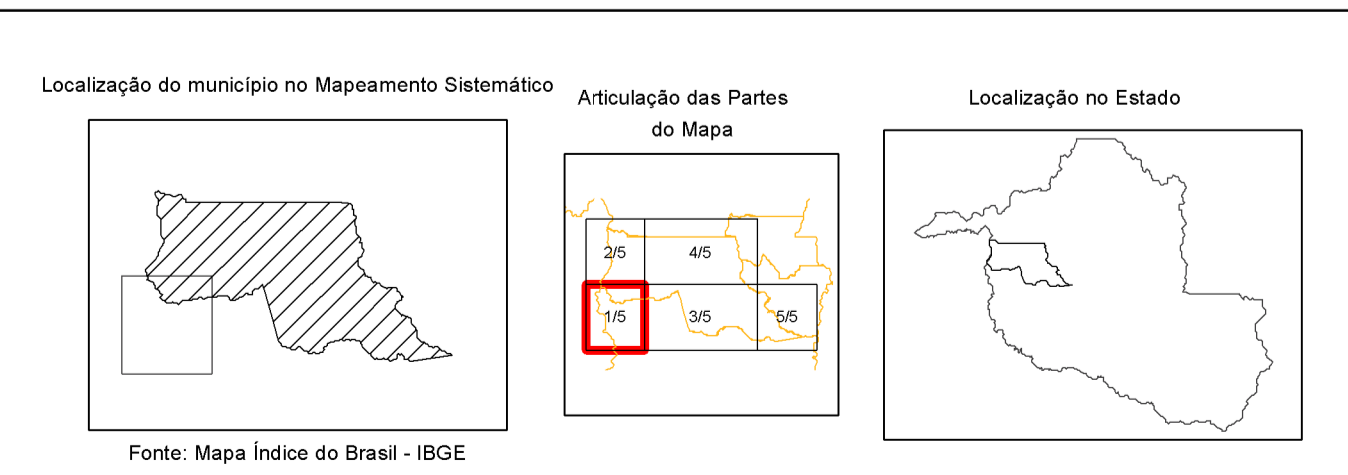 Localização do município no Mapeamento Sistemático
Articulação das Partes
do Mapa
Localização no Estado
2/5
4/5
1/5
3/5
5/5
Fonte: Mapa Índice do Brasil - IBGE